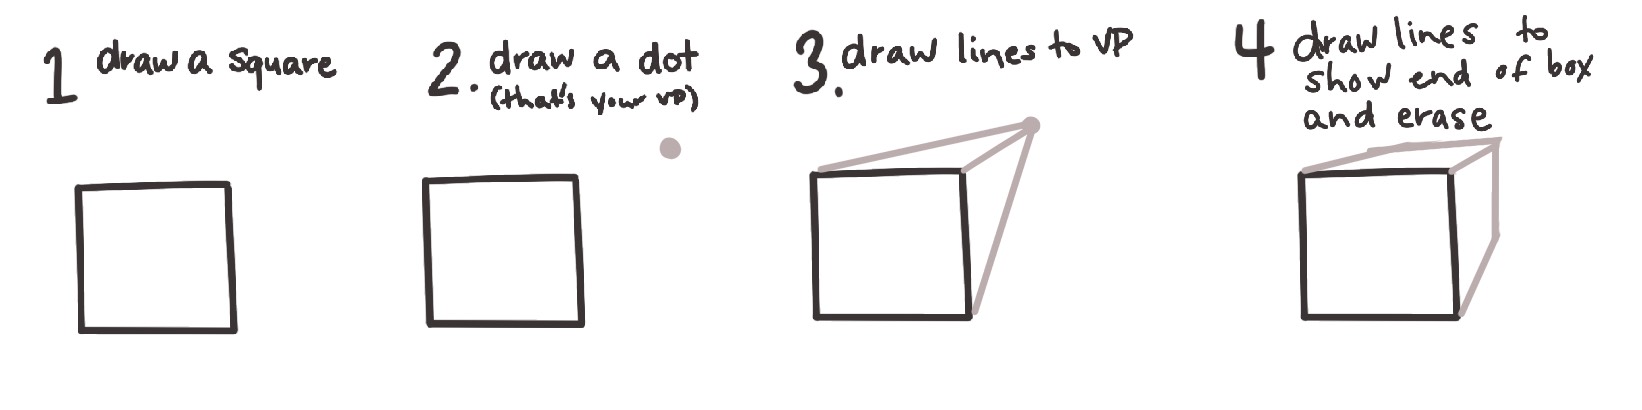 1 draw a square
2. draw a dot
(that's your VP)
3. draw lines to VP
4 draw lines to
show end of box
and erase